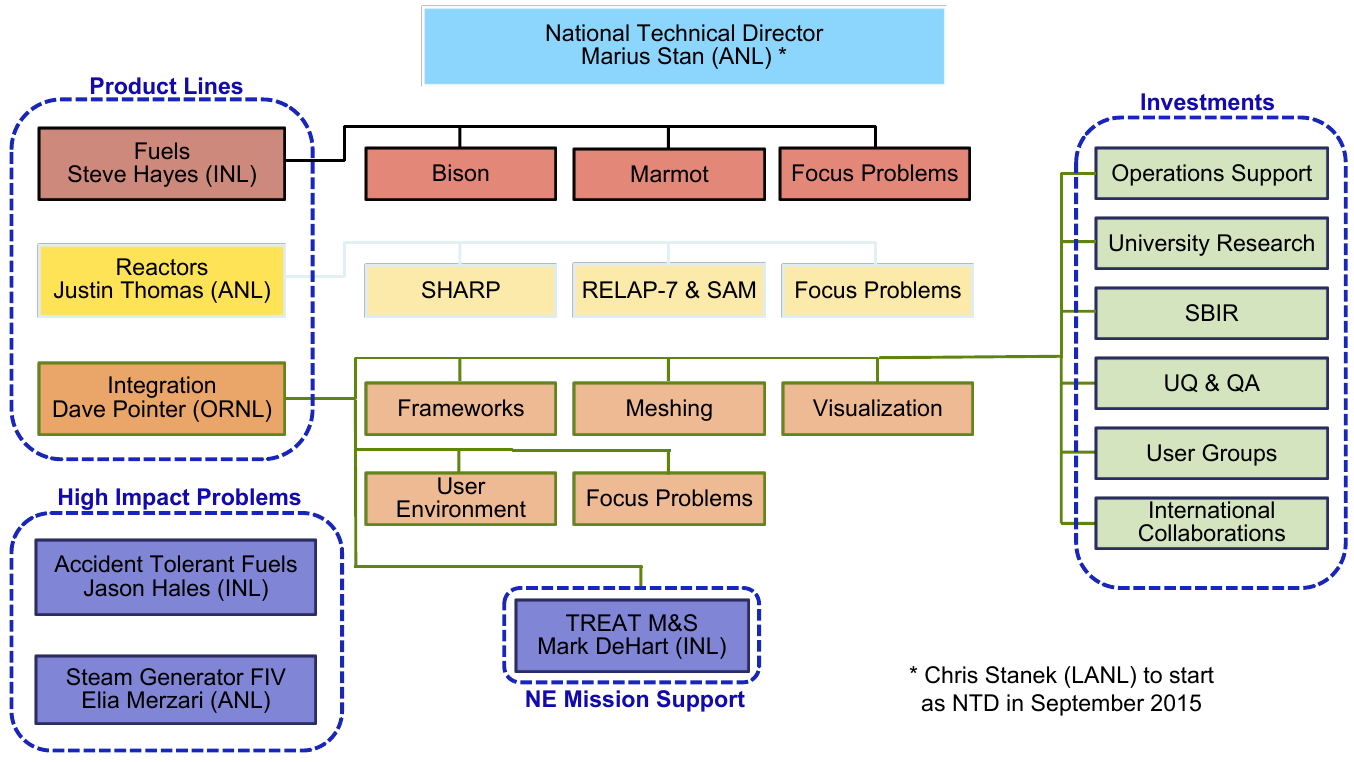 National Technical Director
Marius Stan (ANL) *
Product Lines
Fuels
Steve Hayes (INL)
Bison
Marmot
Focus Problems
Reactors
Justin Thomas (ANL)
SHARP
RELAP-7 & SAM
Focus Problems
Integration
Dave Pointer (ORNL)
Frameworks
Meshing
Visualization
User
Environment
Focus Problems
Investments
Operations Support
University Research
SBIR
UQ & QA
User Groups
International
Collaborations
High Impact Problems
Accident Tolerant Fuels
Jason Hales (INL)
Steam Generator FIV
Elia Merzari (ANL)
TREAT M&S
Mark DeHart (INL)
NE Mission Support
* Chris Stanek (LANL) to start
as NTD in September 2015